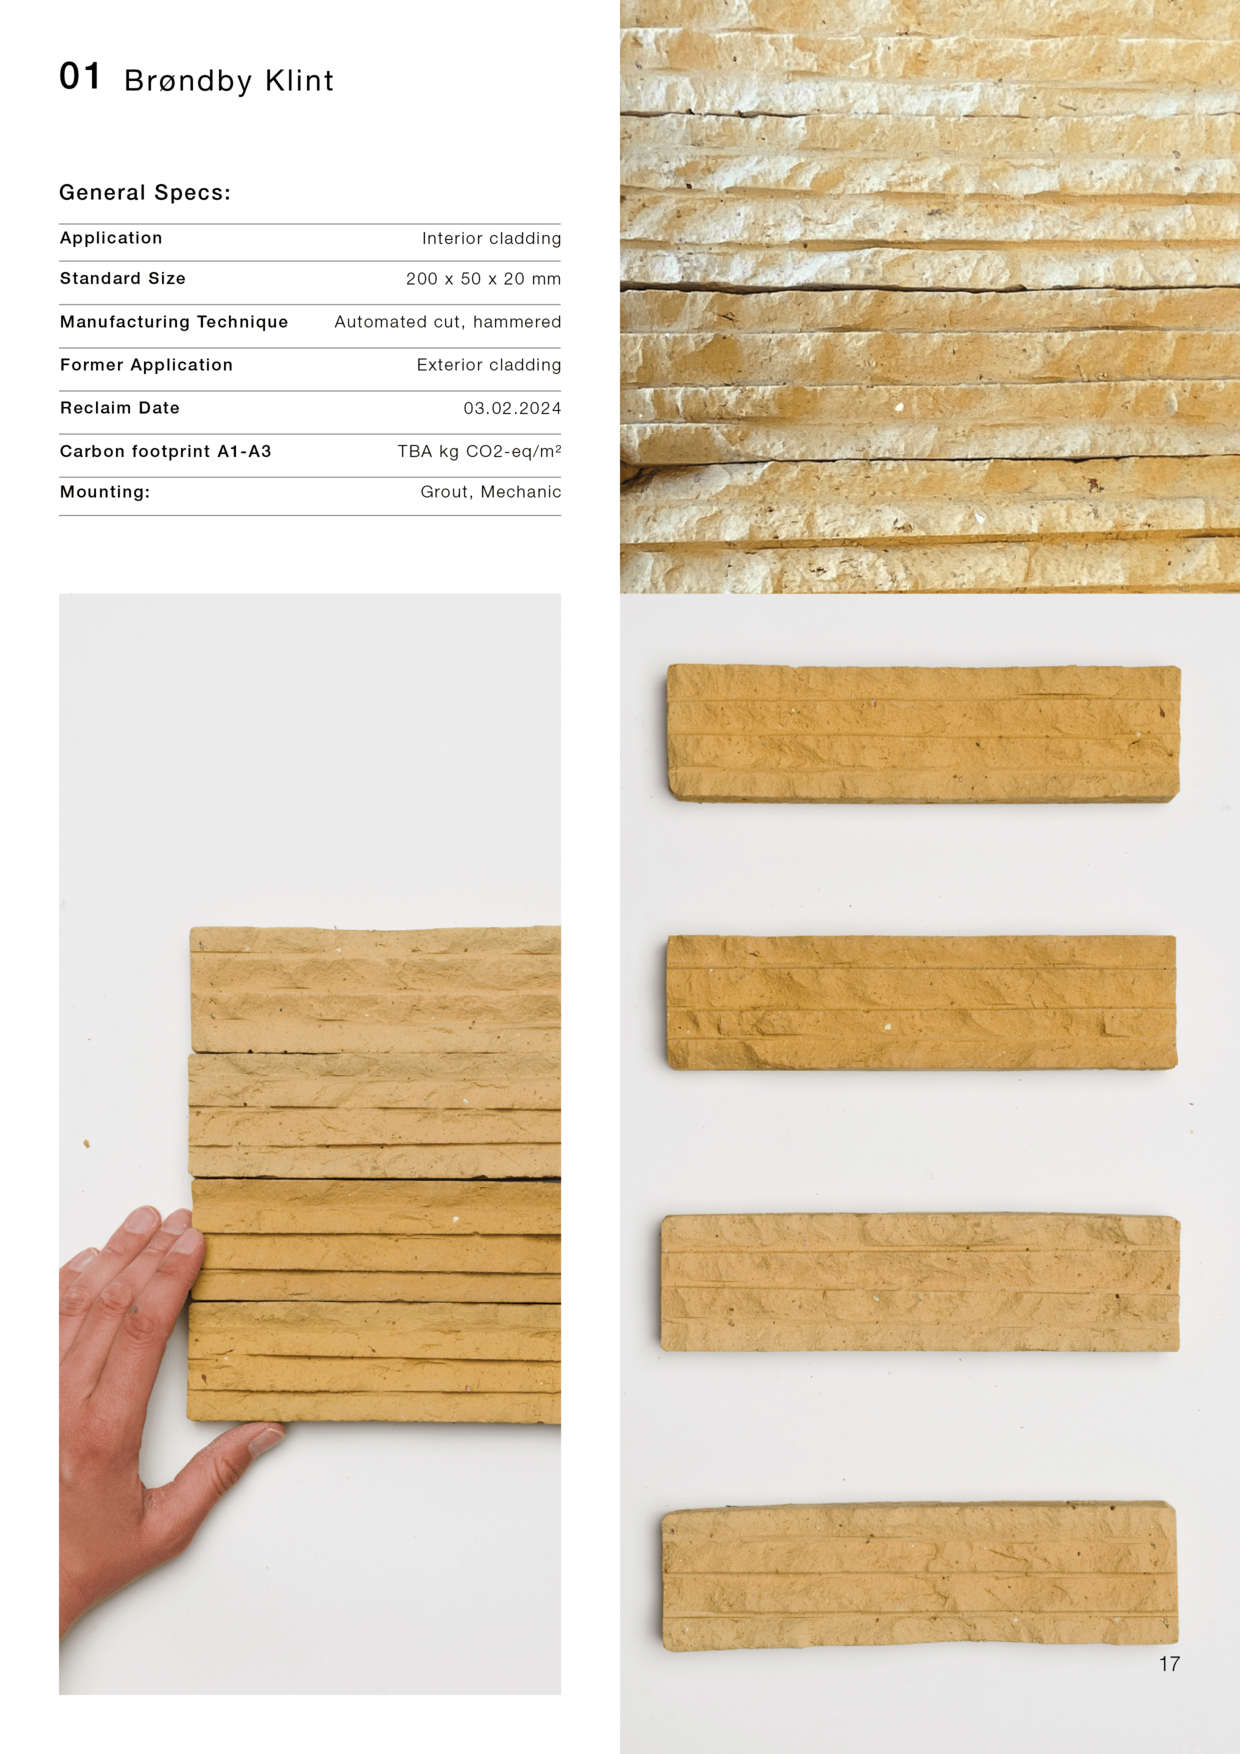 01 Brøndby Klint
General Specs:
Application Interior cladding
Standard Size 200 x 50 x 20 mm
Manufacturing Technique Automated cut, hammered
Former Application Exterior cladding
Reclaim Date 03.02.2024
Carbon footprint A1-A3 TBA kg CO2-eq/m²
Mounting: Grout, Mechanic
17